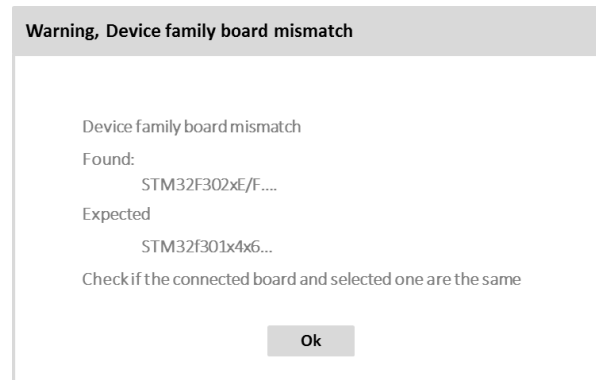 Warning, Device family board mismatch
Device family board mismatch
Found:
STM32F302xE/F....
Expected
STM32f301x4x6...
Check if the connected board and selected one are the same
Ok